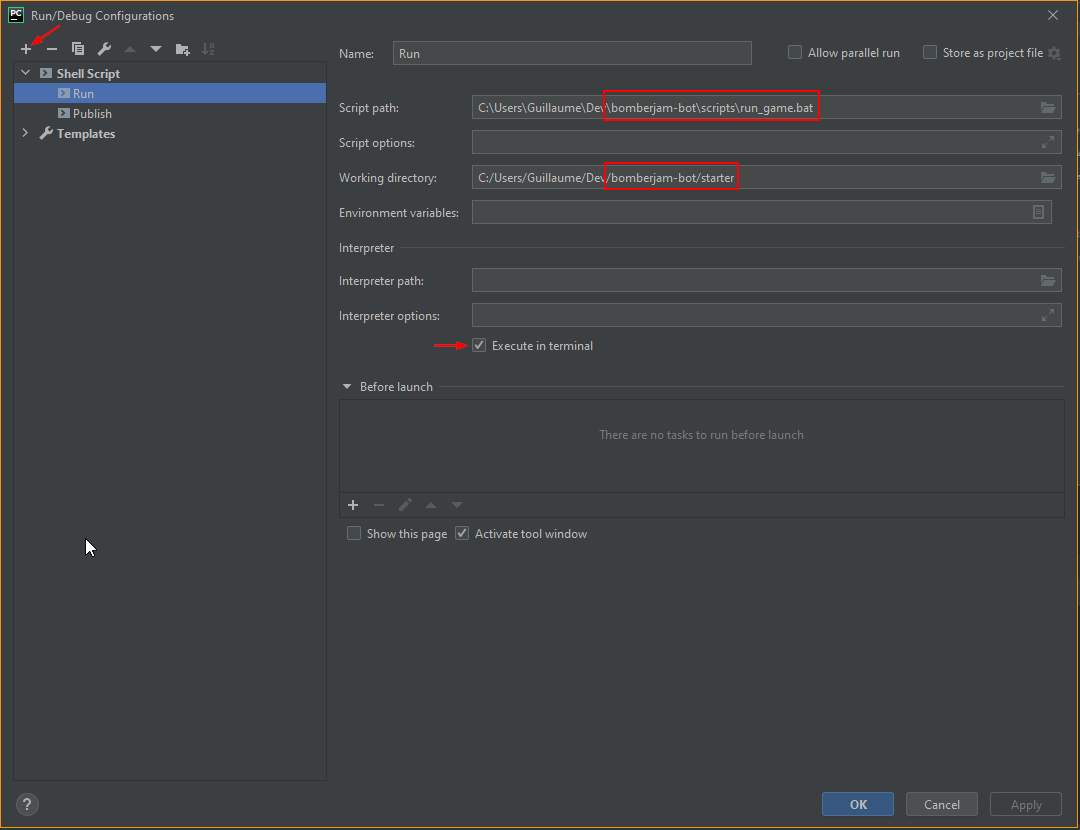 PC Run/Debug Configurations
Name: Run Allow parallel run Store as project file
Shell Script
Run
Publish
Templates
Script path: C:\Users\Guillaume\Dev\bomberjam-bot\scripts\run_game.bat
Script options:
Working directory: C:/Users/Guillaume/Dev/bomberjam-bot/starter
Environment variables:
Interpreter
Interpreter path:
Interpreter options:
Execute in terminal
Before launch
There are no tasks to run before launch
Show this page Activate tool window
? OK Cancel Apply